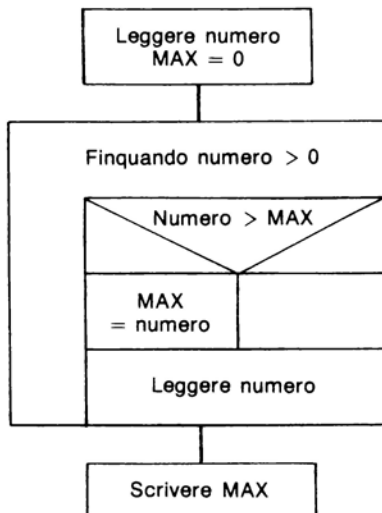 Leggere numero
MAX = 0
Finquando numero > 0
Numero > MAX
MAX
= numero
Leggere numero
Scrivere MAX